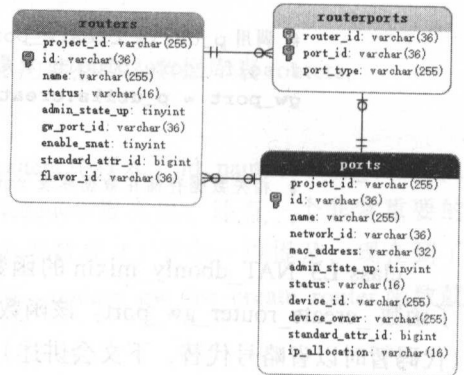 routers
project_id: varchar(255)
id: varchar(36)
name: varchar(255)
status: varchar(16)
admin_state_up: tinyint
gw_port_id: varchar(36)
enable_snat: tinyint
standard_attr_id: bigint
flavor_id: varchar(36)
routerports
router_id: varchar(36)
port_id: varchar(36)
port_type: varchar(255)
ports
project_id: varchar(255)
id: varchar(36)
name: varchar(255)
network_id: varchar(36)
mac_address: varchar(32)
admin_state_up: tinyint
status: varchar(16)
device_id: varchar(255)
device_owner: varchar(255)
standard_attr_id: bigint
ip_allocation: varchar(16)